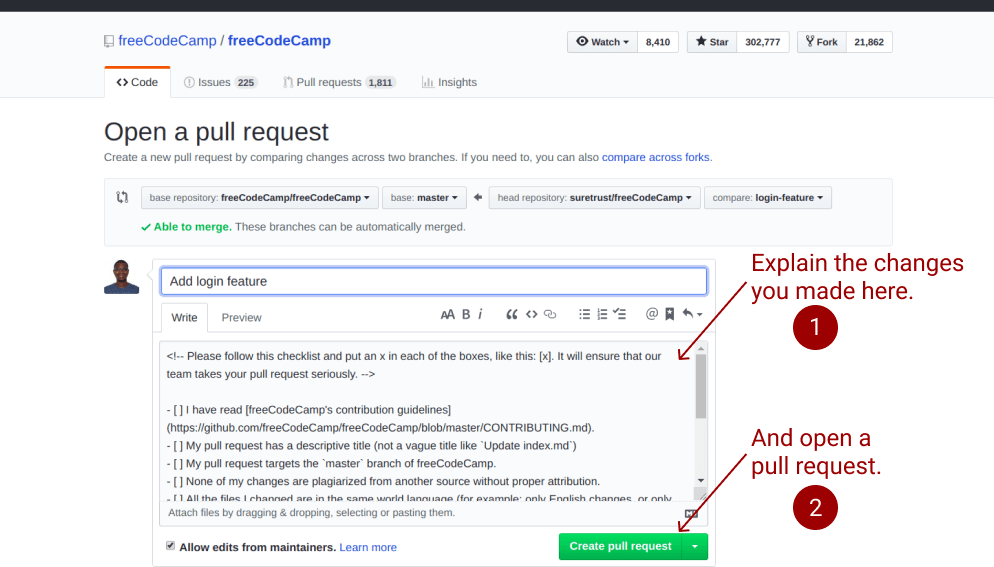 freeCodeCamp / freeCodeCamp
Watch 8,410 Star 302,777 Fork 21,862
Code Issues 225 Pull requests 1,811 Insights
Open a pull request
Create a new pull request by comparing changes across two branches. If you need to, you can also compare across forks.
base repository: freeCodeCamp/freeCodeCamp base: master head repository: suretrust/freeCodeCamp compare: login-feature
Able to merge. These branches can be automatically merged.
Add login feature
Explain the changes
you made here.
1
Write Preview AA B i
<!-- Please follow this checklist and put an x in each of the boxes, like this: [x]. It will ensure that our
team takes your pull request seriously. -->
- [ ] I have read [freeCodeCamp's contribution guidelines]
(https://github.com/freeCodeCamp/freeCodeCamp/blob/master/CONTRIBUTING.md).
- [ ] My pull request has a descriptive title (not a vague title like `Update index.md`)
- [ ] My pull request targets the `master` branch of freeCodeCamp.
- [ ] None of my changes are plagiarized from another source without proper attribution.
- [ ] All the files I changed are in the same world language (for example: only English changes, or only
Attach files by dragging & dropping, selecting or pasting them.
And open a
pull request.
2
Allow edits from maintainers. Learn more
Create pull request